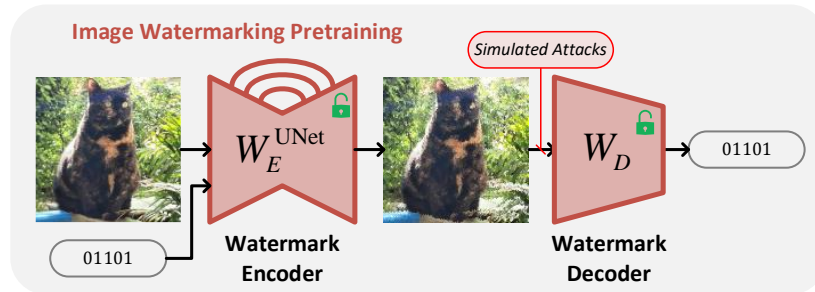 Image Watermarking Pretraining
Simulated Attacks
W_E^UNet
W_D
01101
01101
Watermark
Encoder
Watermark
Decoder